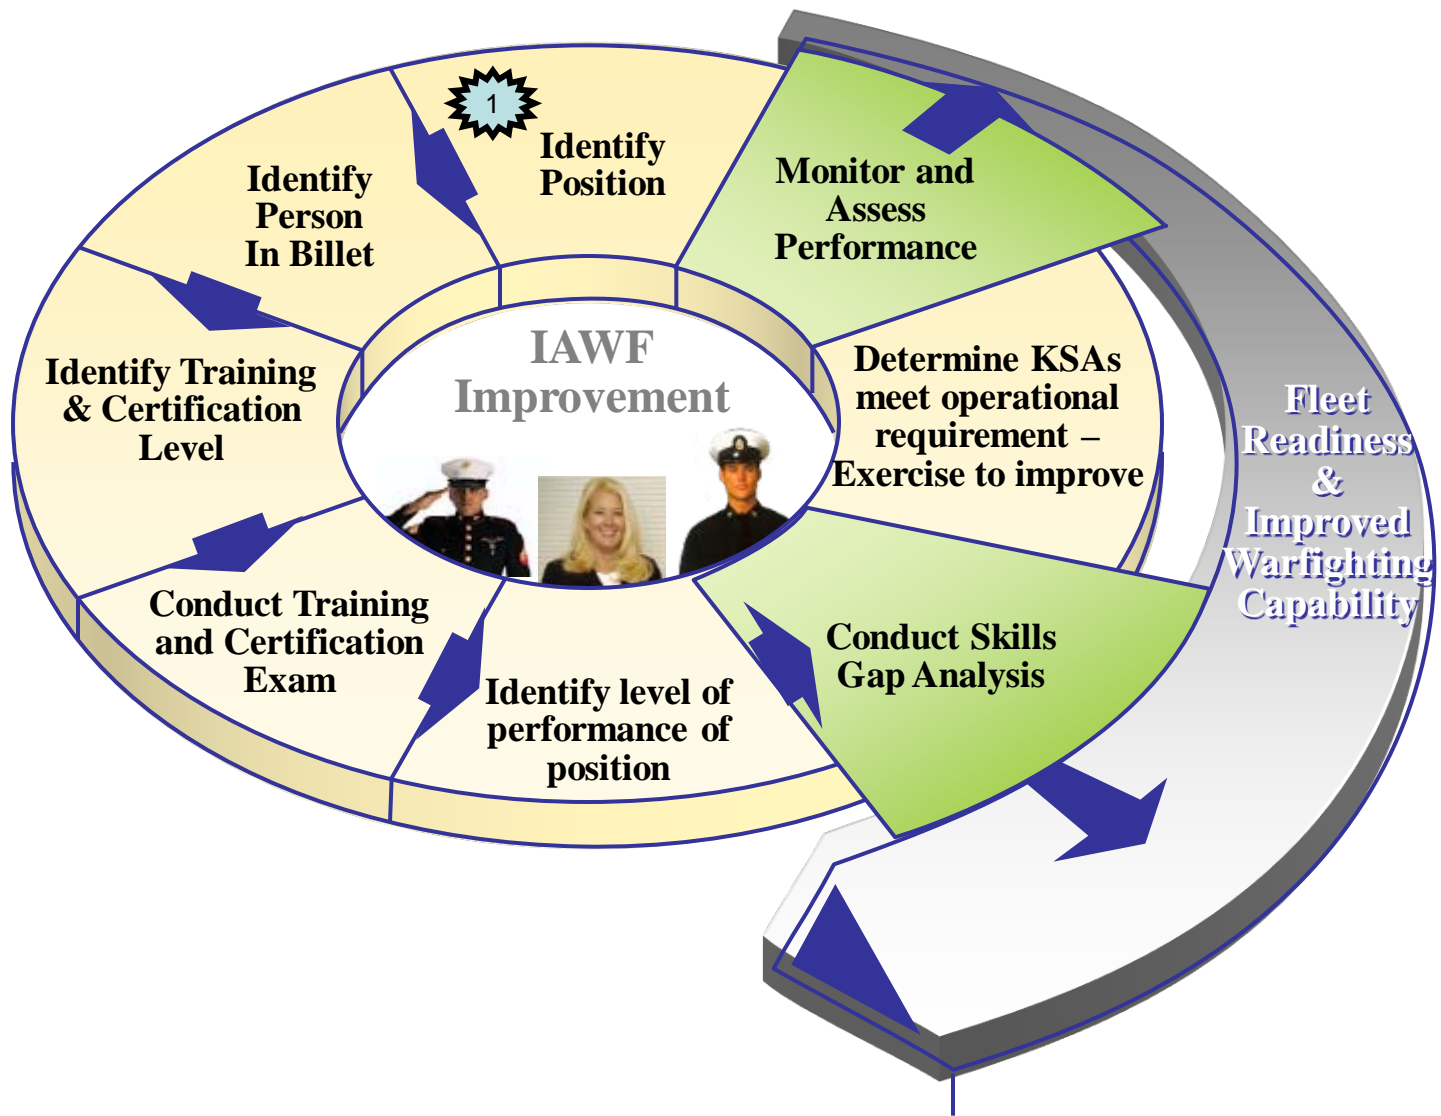 1
Identify
Position
Identify
Person
In Billet
Identify Training
& Certification
Level
Conduct Training
and Certification
Exam
Identify level of
performance of
position
Conduct Skills
Gap Analysis
Determine KSAs
meet operational
requirement –
Exercise to improve
Monitor and
Assess
Performance
IAWF
Improvement
Fleet
Readiness
&
Improved
Warfighting
Capability